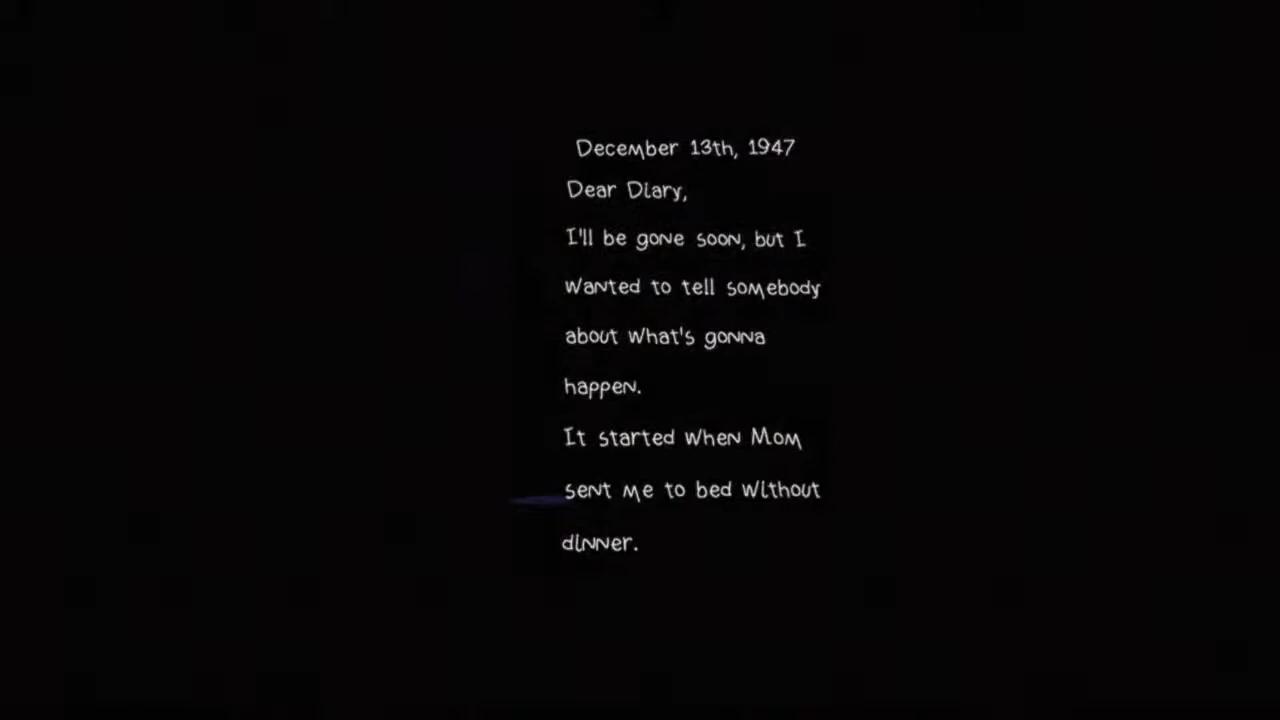 December 13th, 1947
Dear Diary,
I'll be gone soon, but I
wanted to tell somebody
about what's gonna
happen.
It started when Mom
sent me to bed without
dinner.